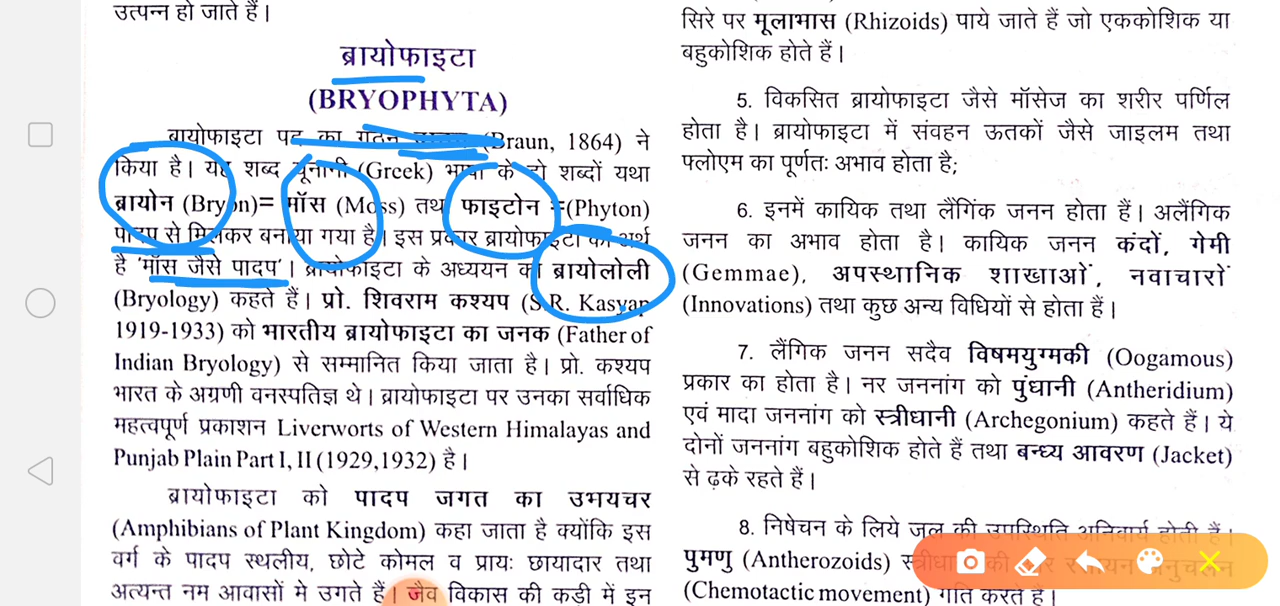 उत्पन्न हो जाते हैं।
ब्रायोफाइटा
(BRYOPHYTA)
ब्रायोफाइटा पद का गठन (Braun, 1864) ने
किया है। यह शब्द यूनानी (Greek) भाषा के दो शब्दों यथा
ब्रायोन (Bryon)= मॉस (Moss) तथ फाइटोन =(Phyton)
पादप से मिलकर बनाया गया है। इस प्रकार ब्रायोफाइटा का अर्थ
है 'मॉस जैसे पादप'। ब्रायोफाइटा के अध्ययन को ब्रायोलोली
(Bryology) कहते हैं। प्रो. शिवराम कश्यप (S.R. Kasyap
1919-1933) को भारतीय ब्रायोफाइटा का जनक (Father of
Indian Bryology) से सम्मानित किया जाता है। प्रो. कश्यप
भारत के अग्रणी वनस्पतिज्ञ थे। ब्रायोफाइटा पर उनका सर्वाधिक
महत्वपूर्ण प्रकाशन Liverworts of Western Himalayas and
Punjab Plain Part I, II (1929,1932) है।
ब्रायोफाइटा को पादप जगत का उभयचर
(Amphibians of Plant Kingdom) कहा जाता है क्योंकि इस
वर्ग के पादप स्थलीय, छोटे कोमल व प्रायः छायादार तथा
अत्यन्त नम आवासों मे उगते हैं। जैव विकास की कड़ी में इन
सिरे पर मूलाभास (Rhizoids) पाये जाते हैं जो एककोशिक या
बहुकोशिक होते हैं।
5. विकसित ब्रायोफाइटा जैसे मॉसेज का शरीर पर्णिल
होता है। ब्रायोफाइटा में संवहन ऊतकों जैसे जाइलम तथा
फ्लोएम का पूर्णतः अभाव होता है;
6. इनमें कायिक तथा लैंगिंक जनन होता हैं। अलैंगिक
जनन का अभाव होता है। कायिक जनन कंदों, गेमी
(Gemmae), अपस्थानिक शाखाओं, नवाचारों
(Innovations) तथा कुछ अन्य विधियों से होता हैं।
7. लैंगिक जनन सदैव विषमयुग्मकी (Oogamous)
प्रकार का होता है। नर जननांग को पुंधानी (Antheridium)
एवं मादा जननांग को स्त्रीधानी (Archegonium) कहते हैं। ये
दोनों जननांग बहुकोशिक होते हैं तथा बन्ध्य आवरण (Jacket)
से ढ़के रहते हैं।
8. निषेचन के लिये जल की उपस्थिति अनिवार्य होती हैं।
पुमणु (Antherozoids) की रसायन अनुचलन
(Chemotactic movement) गति करते हैं।